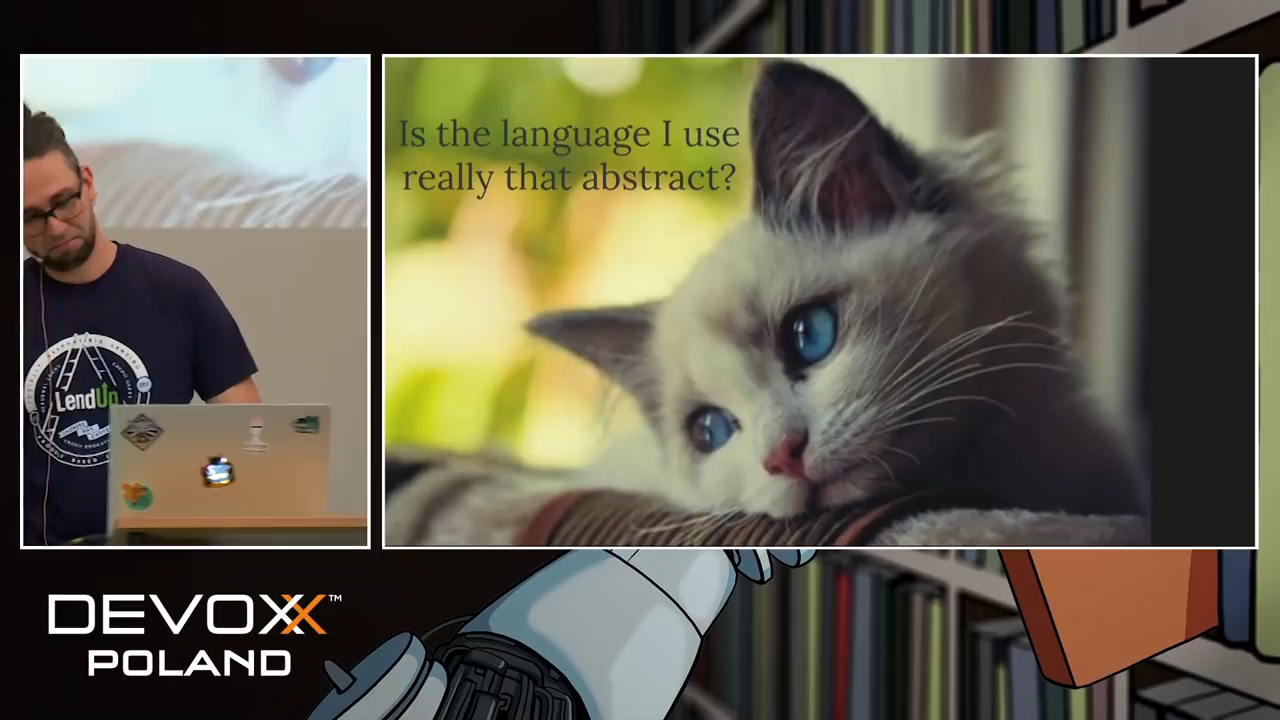 Is the language I use
really that abstract?
LendUp
DEVOXX™
POLAND